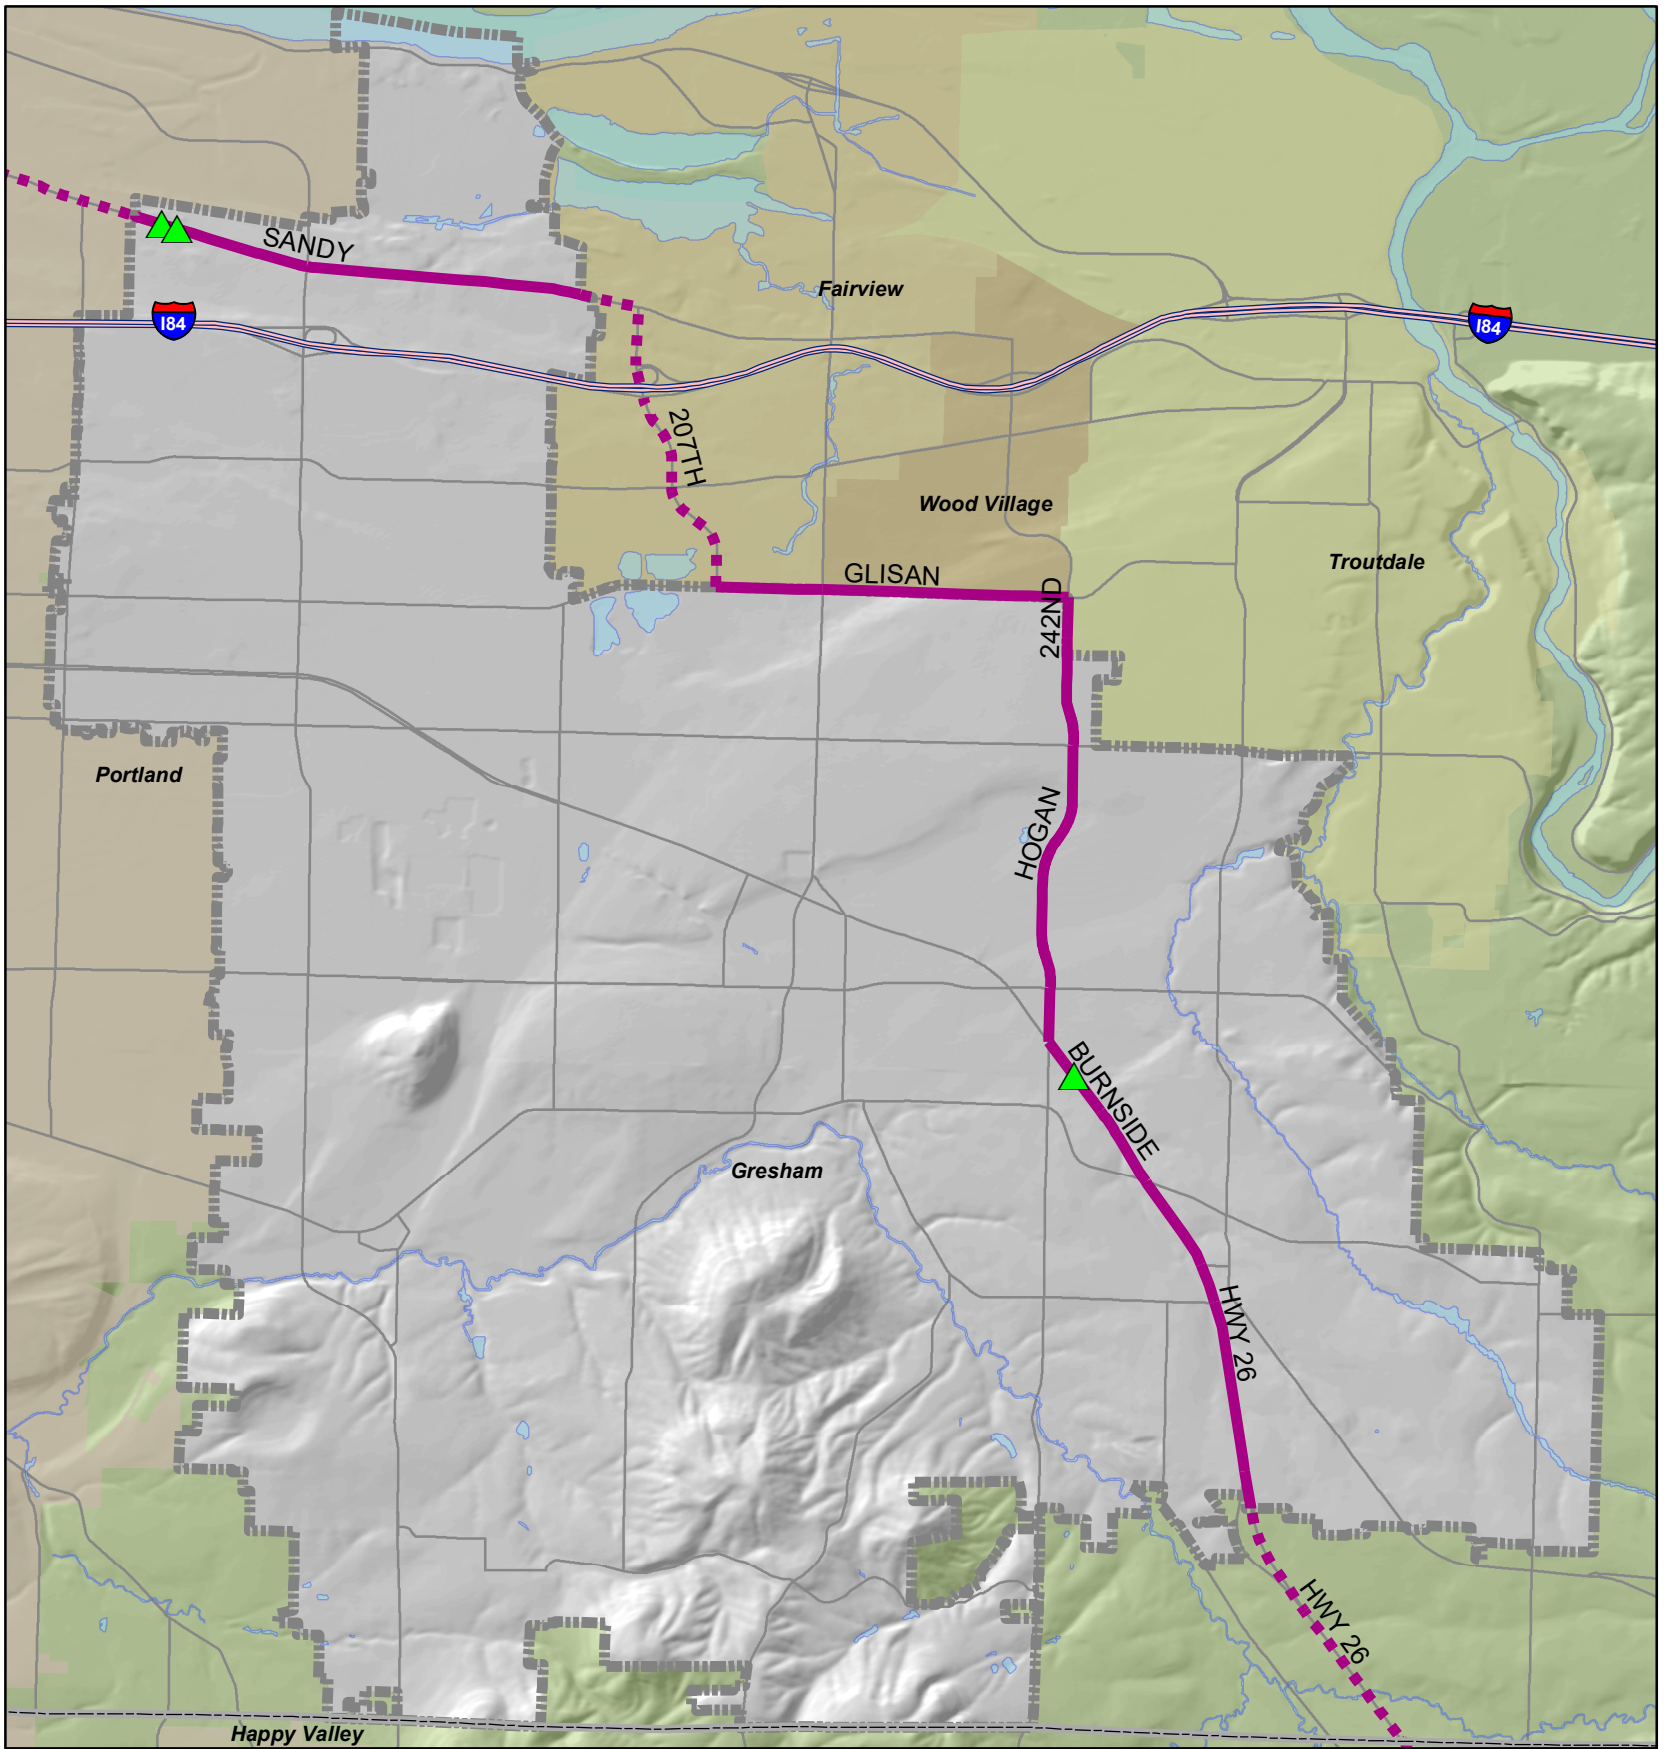 SANDY
Fairview
I84
I84
207TH
Wood Village
Troutdale
GLISAN
242ND
Portland
HOGAN
BURNSIDE
Gresham
HWY 26
HWY 26
Happy Valley